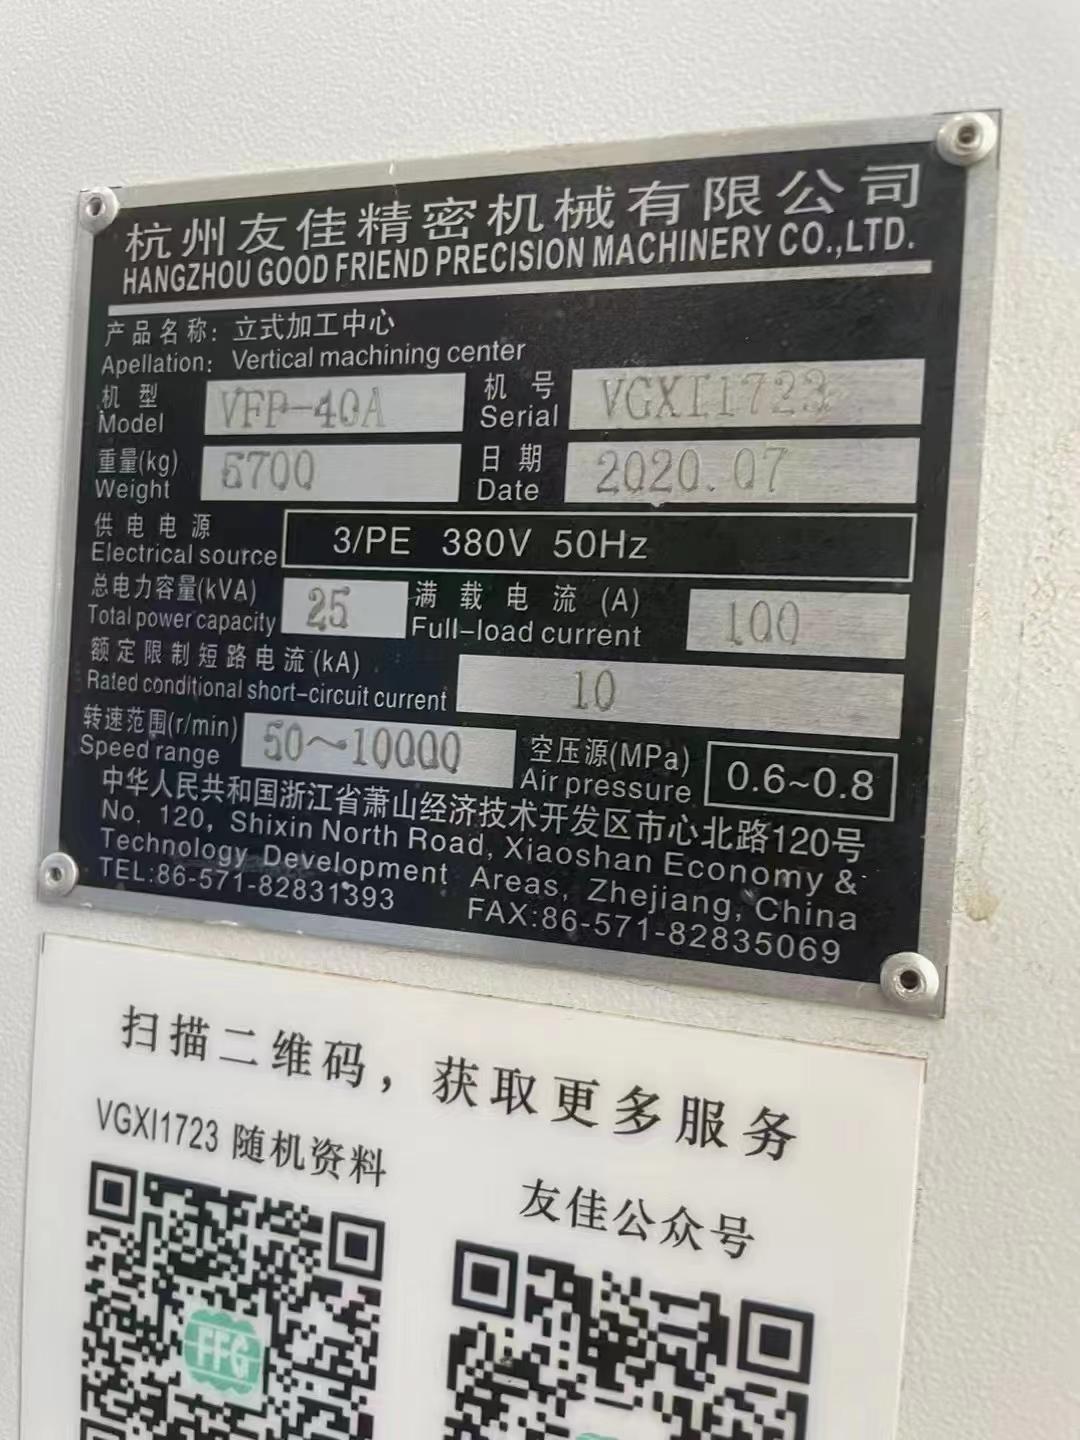 杭州友佳精密机械有限公司
HANGZHOU GOOD FRIEND PRECISION MACHINERY CO.,LTD.
产品名称: 立式加工中心
Apellation: Vertical machining center
机型 VFP-40A 机号 VGXI1723
Model Serial
重量(kg) 6700 日期 2020.07
Weight Date
供电电源 3/PE 380V 50Hz
Electrical source
总电力容量(kVA) 25 满载电流(A) 100
Total power capacity Full-load current
额定限制短路电流(kA) 10
Rated conditional short-circuit current
转速范围(r/min) 50~10000 空压源(MPa) 0.6~0.8
Speed range Air pressure
中华人民共和国浙江省萧山经济技术开发区市心北路120号
No. 120, Shixin North Road, Xiaoshan Economy &
Technology Development Areas, Zhejiang, China
TEL:86-571-82831393 FAX:86-571-82835069
扫描二维码，获取更多服务
VGXI1723 随机资料
友佳公众号
FFG